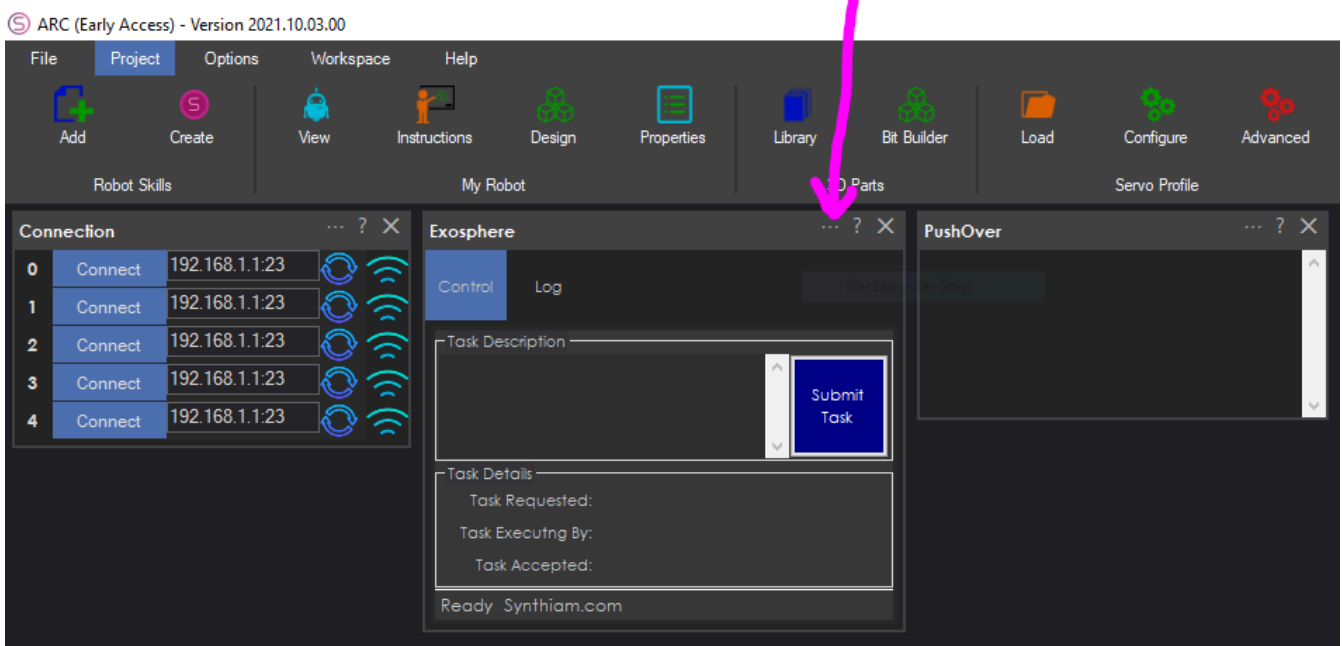 ARC (Early Access) - Version 2021.10.03.00
File Project Options Workspace Help
Add Create View Instructions Design Properties Library Bit Builder Load Configure Advanced
Robot Skills My Robot 3D Parts Servo Profile
Connection ... ? X
0 Connect 192.168.1.1:23
1 Connect 192.168.1.1:23
2 Connect 192.168.1.1:23
3 Connect 192.168.1.1:23
4 Connect 192.168.1.1:23
Exosphere ... ? X
Control Log
Rectangular Snip
Task Description
Submit
Task
Task Details
Task Requested:
Task Executng By:
Task Accepted:
Ready Synthiam.com
PushOver ... ? X